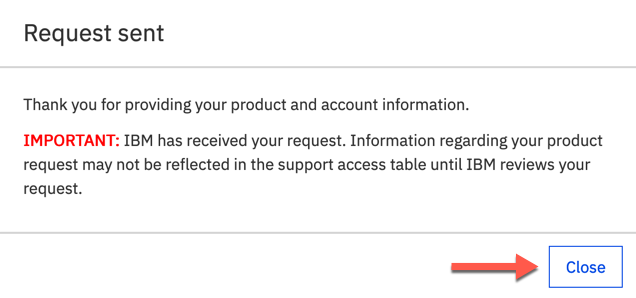 Request sent
Thank you for providing your product and account information.
IMPORTANT: IBM has received your request. Information regarding your product
request may not be reflected in the support access table until IBM reviews your
request.
Close